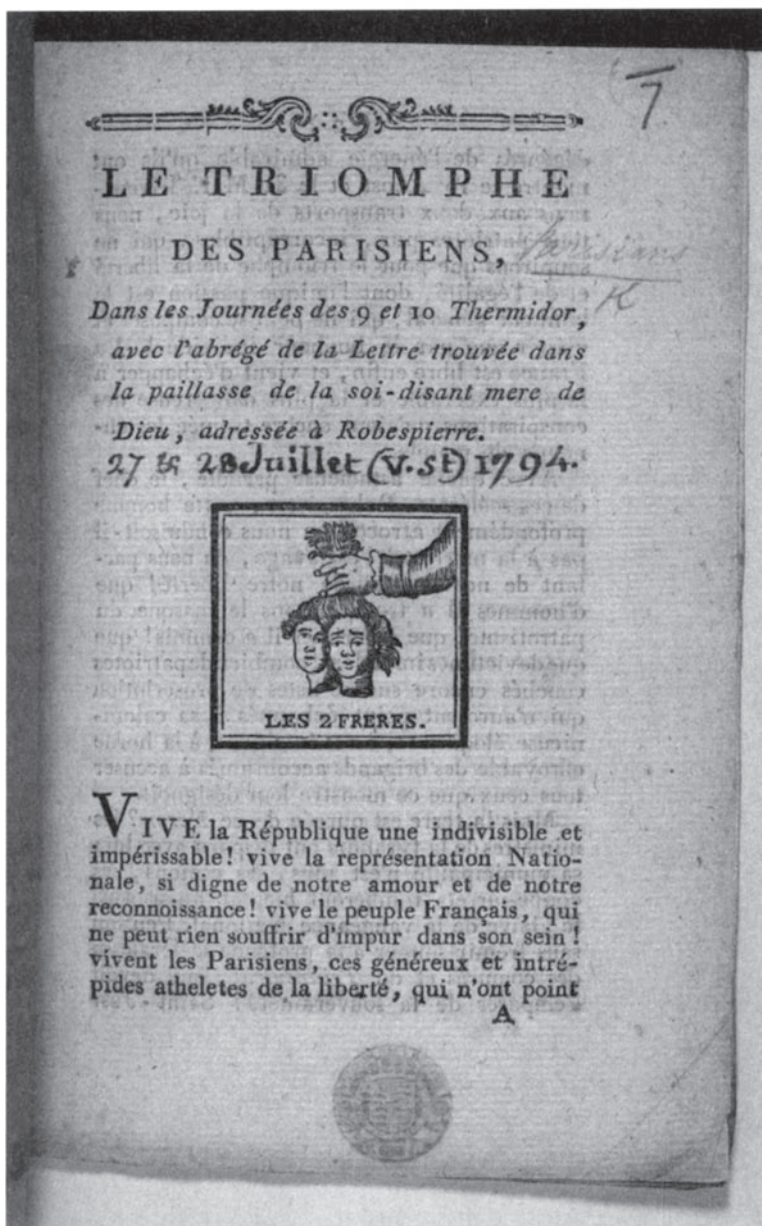 7
LE TRIOMPHE
DES PARISIENS,
Parisians
K
Dans les Journées des 9 et 10 Thermidor,
avec l'abrégé de la Lettre trouvée dans
la paillasse de la soi-disant mere de
Dieu, adressée à Robespierre.
27 & 28 Juillet (v. st) 1794.
LES 2 FRERES.
VIVE la République une indivisible et
impérissable! vive la représentation Natio-
nale, si digne de notre amour et de notre
reconnoissance! vive le peuple Français, qui
ne peut rien souffrir d'impur dans son sein!
vivent les Parisiens, ces généreux et intré-
pides atheletes de la liberté, qui n'ont point
A